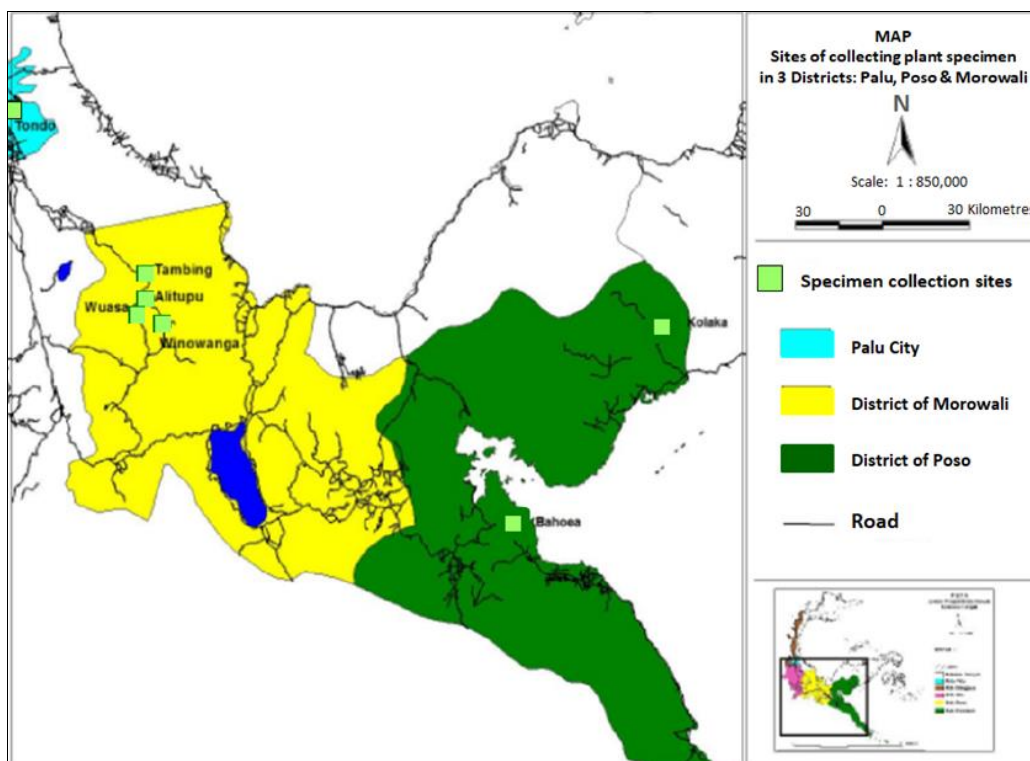 MAP
Sites of collecting plant specimen
in 3 Districts: Palu, Poso & Morowali
N
Scale: 1 : 850,000
30 0 30 Kilometres
Specimen collection sites
Palu City
District of Morowali
District of Poso
Road
Tondo
Tambing
Alitupu
Wuasa
Winowanga
Kolaka
Bahoea